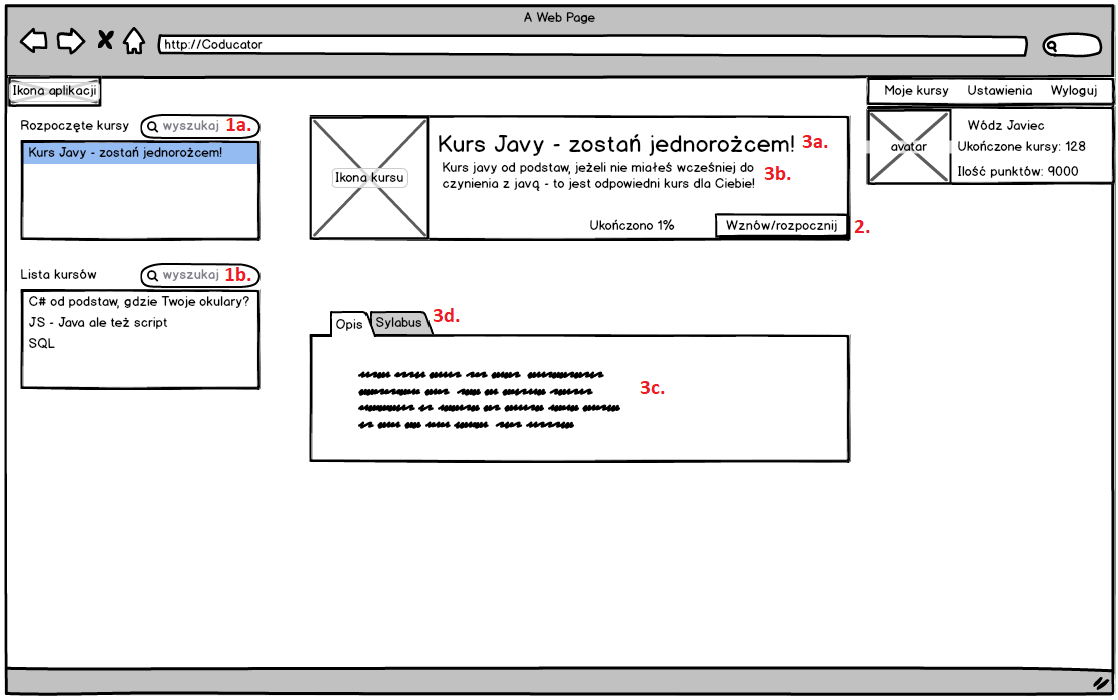 A Web Page
http://Coducator
Ikona aplikacji
Moje kursy Ustawienia Wyloguj
avatar
Wódz Javiec
Ukończone kursy: 128
Ilość punktów: 9000
Rozpoczęte kursy wyszukaj 1a.
Kurs Javy - zostań jednorożcem!
Lista kursów wyszukaj 1b.
C# od podstaw, gdzie Twoje okulary?
JS - Java ale też script
SQL
Ikona kursu
Kurs Javy - zostań jednorożcem! 3a.
Kurs javy od podstaw, jeżeli nie miałeś wcześniej do
czynienia z javą - to jest odpowiedni kurs dla Ciebie!
3b.
Ukończono 1% Wznów/rozpocznij 2.
Opis Sylabus 3d.
3c.